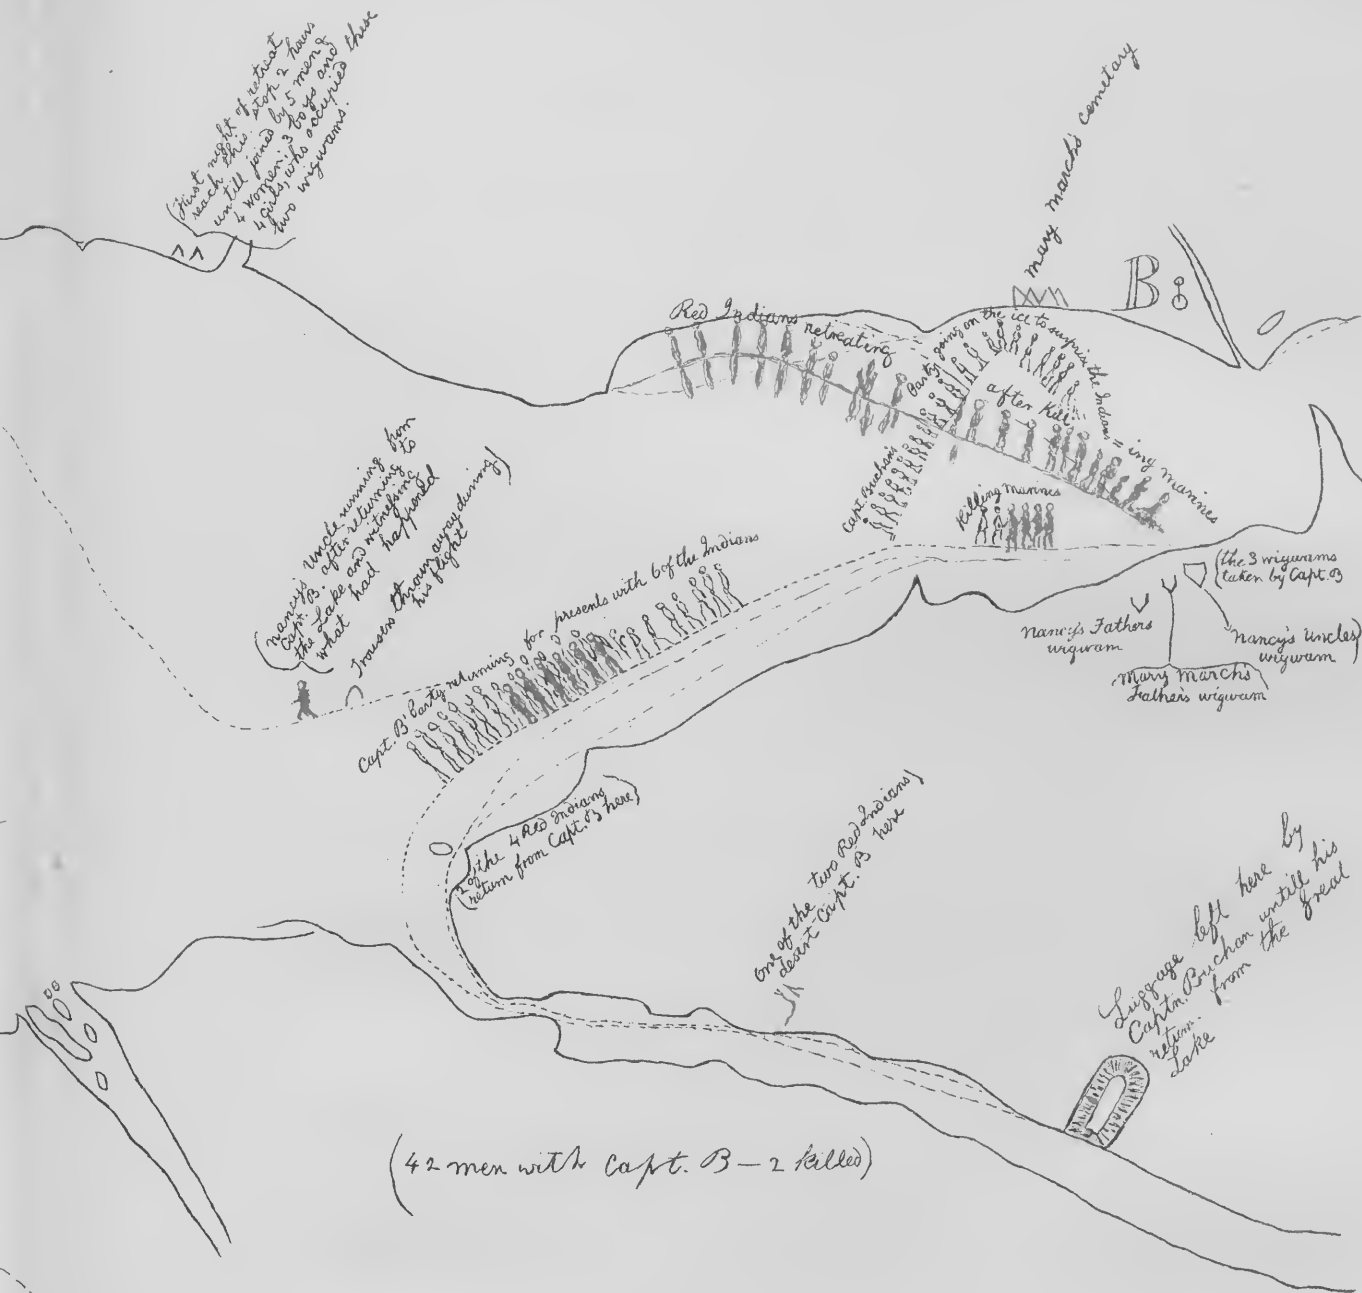 (First night of retreat
reach this. stop 2 hours
untill joined by 5 men &
4 women: 3 boys and
4 girls, who occupied these
two wigwams.
mary march's cemetary
B
Red Indians retreating
Party going on the ice to surprise the Indians
after kill=
ing marines
Capt. Buchan's
Killing Marines
(the 3 wigwams
taken by Capt. B
Nancy's Fathers
wigwam
Nancy's Uncles)
wigwam
Mary Marchs
Father's wigwam
(nancy's Uncle running from
Capt. B. after returning to
the Lake and witnessing
what had happened
Trousers thrown away during)
his flight
Capt. B' Party returning for presents with 6 of the Indians
(2 of the 4 Red Indians
return from Capt. B here)
One of the two Red Indians)
desert Capt. B here
Luggage left here by
Captn. Buchan untill his
return. from the great
Lake
(42 men with Capt. B — 2 killed)